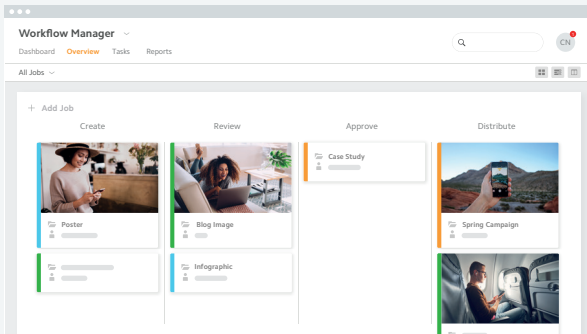 Workflow Manager
Dashboard Overview Tasks Reports
CN
All Jobs
+ Add Job
Create Review Approve Distribute
Case Study
Poster Blog Image Spring Campaign
Infographic